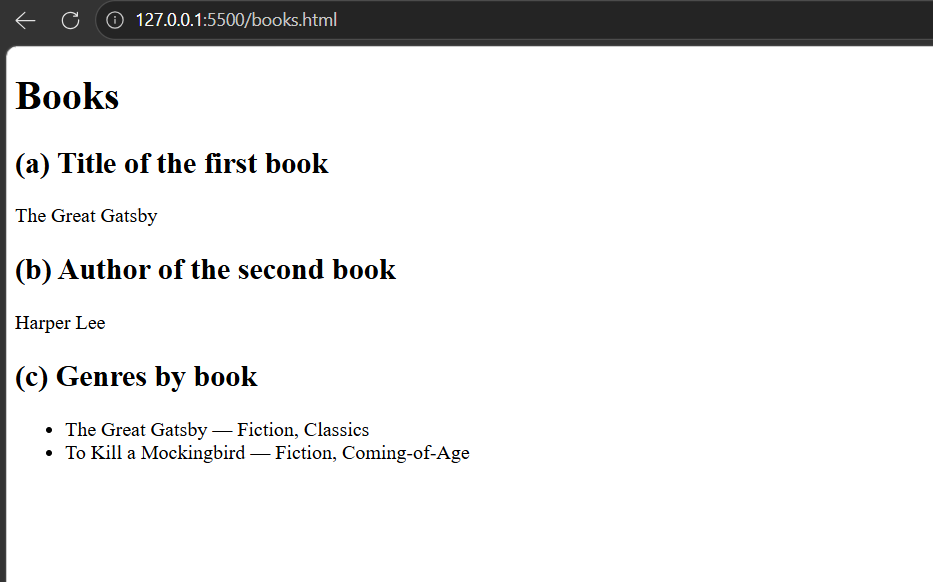 127.0.0.1:5500/books.html
Books
(a) Title of the first book
The Great Gatsby
(b) Author of the second book
Harper Lee
(c) Genres by book
• The Great Gatsby — Fiction, Classics
• To Kill a Mockingbird — Fiction, Coming-of-Age